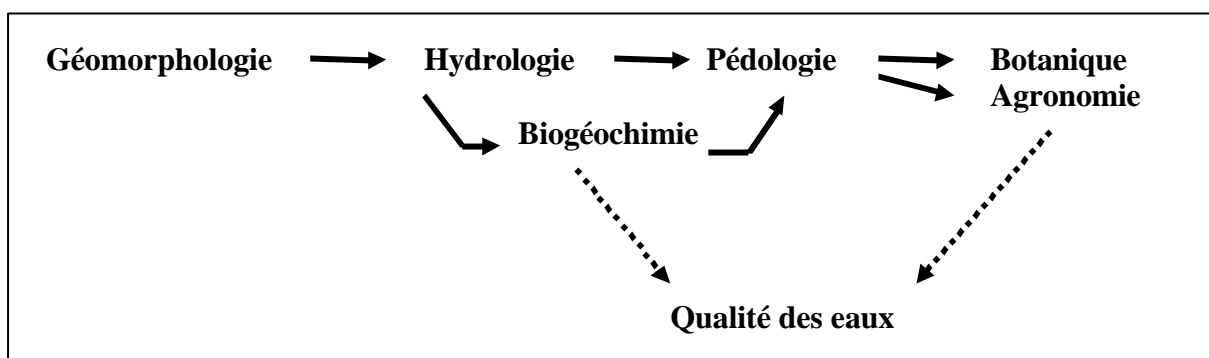 Géomorphologie Hydrologie Pédologie Botanique
Agronomie
Biogéochimie
Qualité des eaux